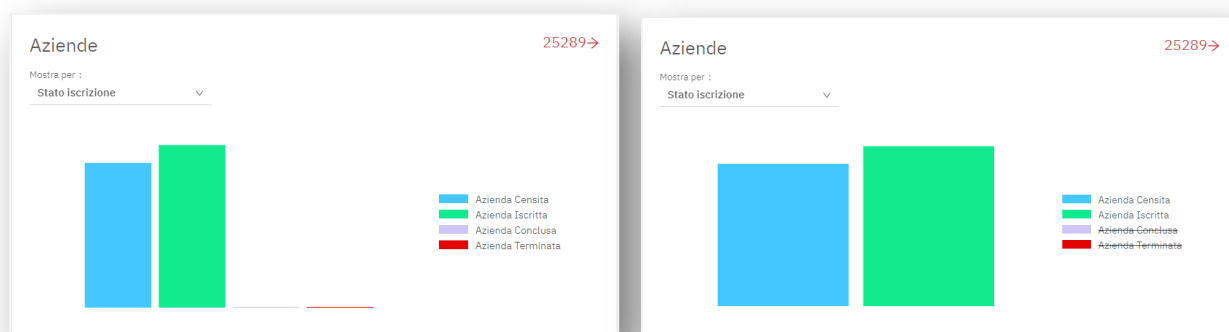 Aziende
25289→
Mostra per :
Stato iscrizione
Azienda Censita
Azienda Iscritta
Azienda Conclusa
Azienda Terminata
Aziende
25289→
Mostra per :
Stato iscrizione
Azienda Censita
Azienda Iscritta
Azienda Conclusa
Azienda Terminata